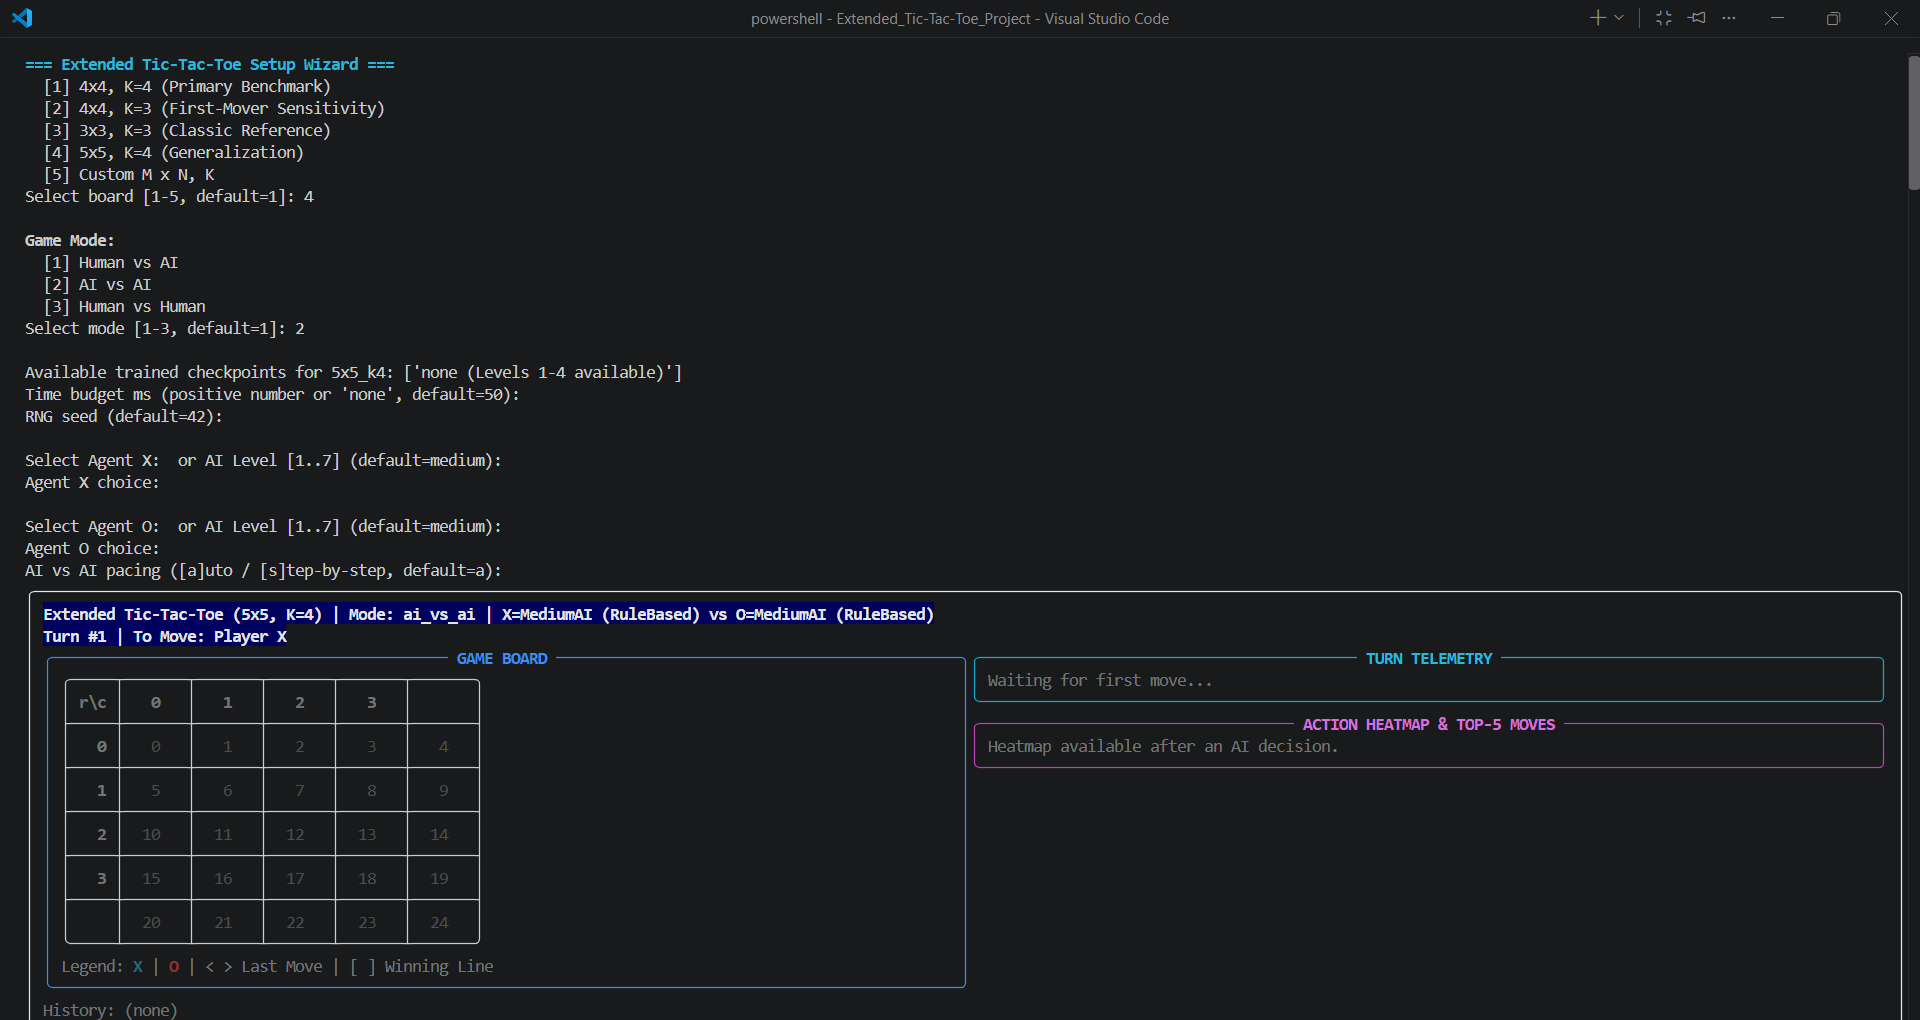 powershell - Extended_Tic-Tac-Toe_Project - Visual Studio Code
=== Extended Tic-Tac-Toe Setup Wizard ===
[1] 4x4, K=4 (Primary Benchmark)
[2] 4x4, K=3 (First-Mover Sensitivity)
[3] 3x3, K=3 (Classic Reference)
[4] 5x5, K=4 (Generalization)
[5] Custom M x N, K
Select board [1-5, default=1]: 4
Game Mode:
[1] Human vs AI
[2] AI vs AI
[3] Human vs Human
Select mode [1-3, default=1]: 2
Available trained checkpoints for 5x5_k4: ['none (Levels 1-4 available)']
Time budget ms (positive number or 'none', default=50):
RNG seed (default=42):
Select Agent X:  or AI Level [1..7] (default=medium):
Agent X choice:
Select Agent O:  or AI Level [1..7] (default=medium):
Agent O choice:
AI vs AI pacing ([a]uto / [s]tep-by-step, default=a):
Extended Tic-Tac-Toe (5x5, K=4) | Mode: ai_vs_ai | X=MediumAI (RuleBased) vs O=MediumAI (RuleBased)
Turn #1 | To Move: Player X
GAME BOARD
r\c 0 1 2 3
0 0 1 2 3 4
1 5 6 7 8 9
2 10 11 12 13 14
3 15 16 17 18 19
20 21 22 23 24
Legend: X | O | < > Last Move | [ ] Winning Line
TURN TELEMETRY
Waiting for first move...
ACTION HEATMAP & TOP-5 MOVES
Heatmap available after an AI decision.
History: (none)